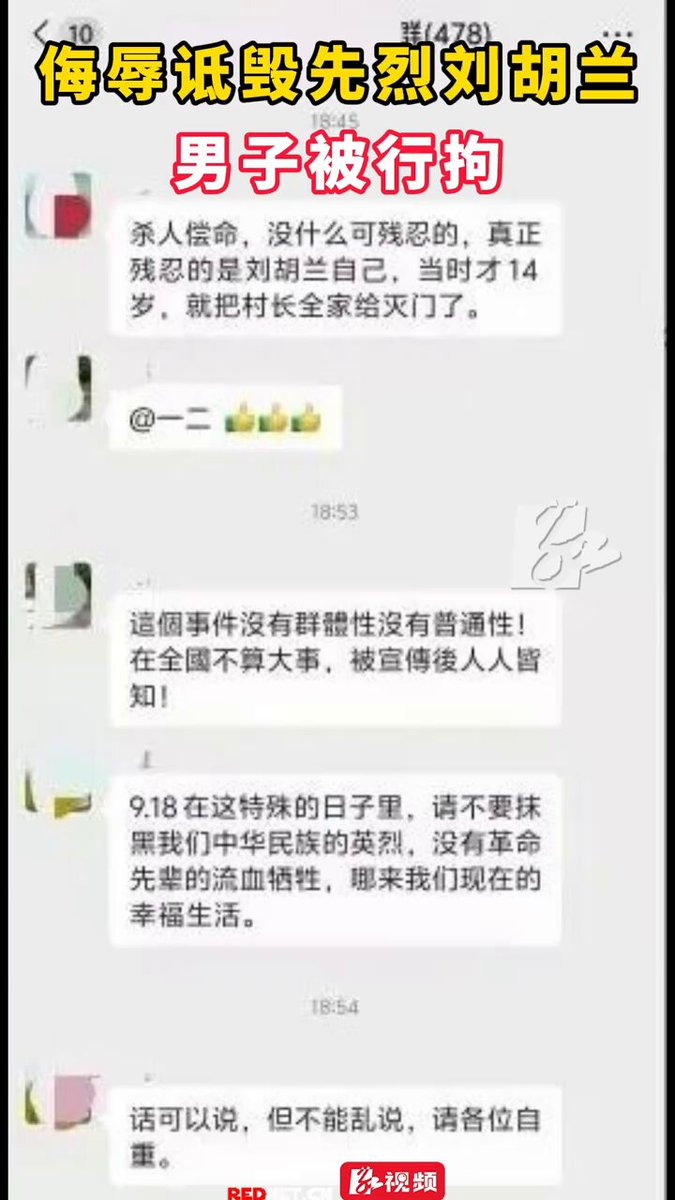 10
群(478)
侮辱诋毁先烈刘胡兰
18:45
男子被行拘
杀人偿命，没什么可残忍的，真正
残忍的是刘胡兰自己，当时才14
岁，就把村长全家给灭门了。
@一二 👍👍👍
18:53
這個事件沒有群體性沒有普通性！
在全國不算大事，被宣傳後人人皆
知！
9.18在这特殊的日子里，请不要抹
黑我们中华民族的英烈，没有革命
先辈的流血牺牲，哪来我们现在的
幸福生活。
18:54
话可以说，但不能乱说，请各位自
重。
视频